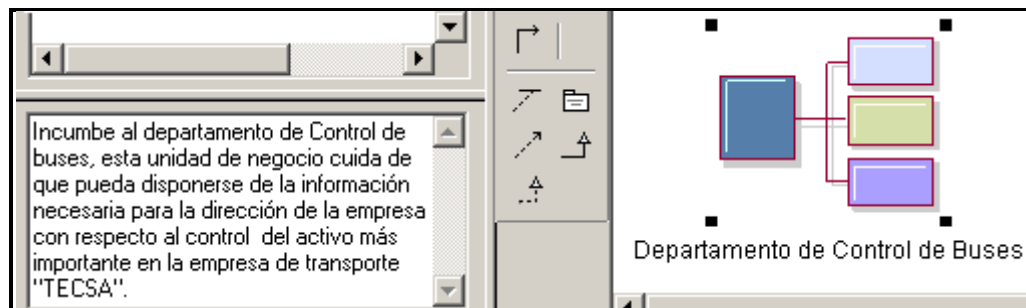 Incumbe al departamento de Control de
buses, esta unidad de negocio cuida de
que pueda disponerse de la información
necesaria para la dirección de la empresa
con respecto al control  del activo más
importante en la empresa de transporte
"TECSA".
Departamento de Control de Buses